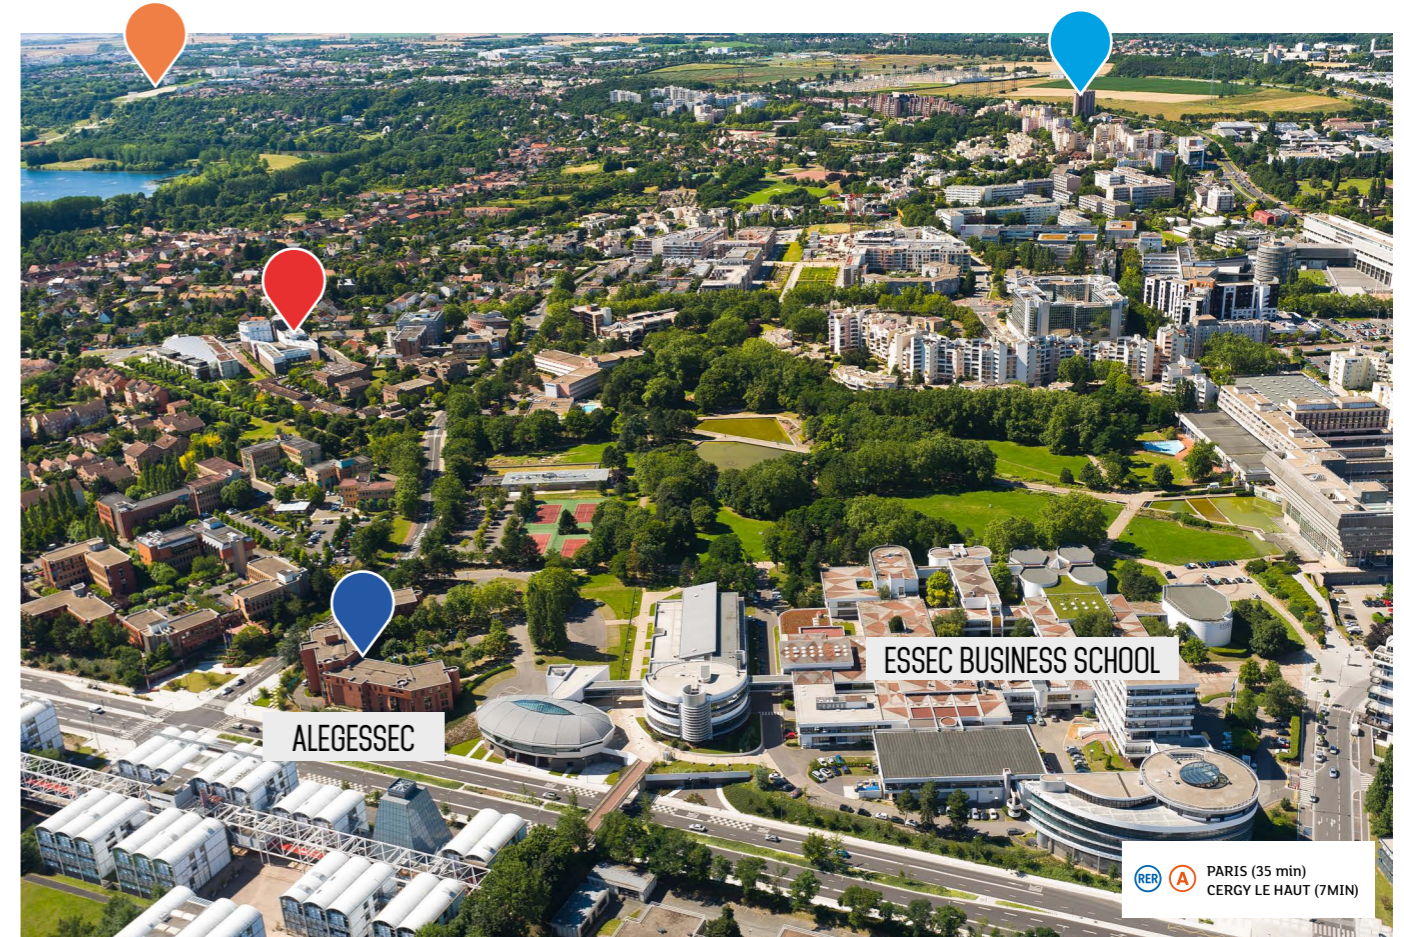 ESSEC BUSINESS SCHOOL
ALEGESSEC
RER A PARIS (35 min)
CERGY LE HAUT (7MIN)